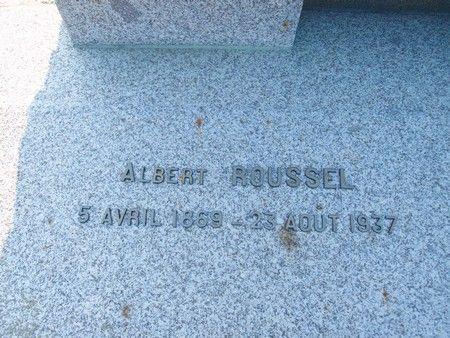 ALBERT ROUSSEL
5 AVRIL 1869 - 23 AOUT 1937